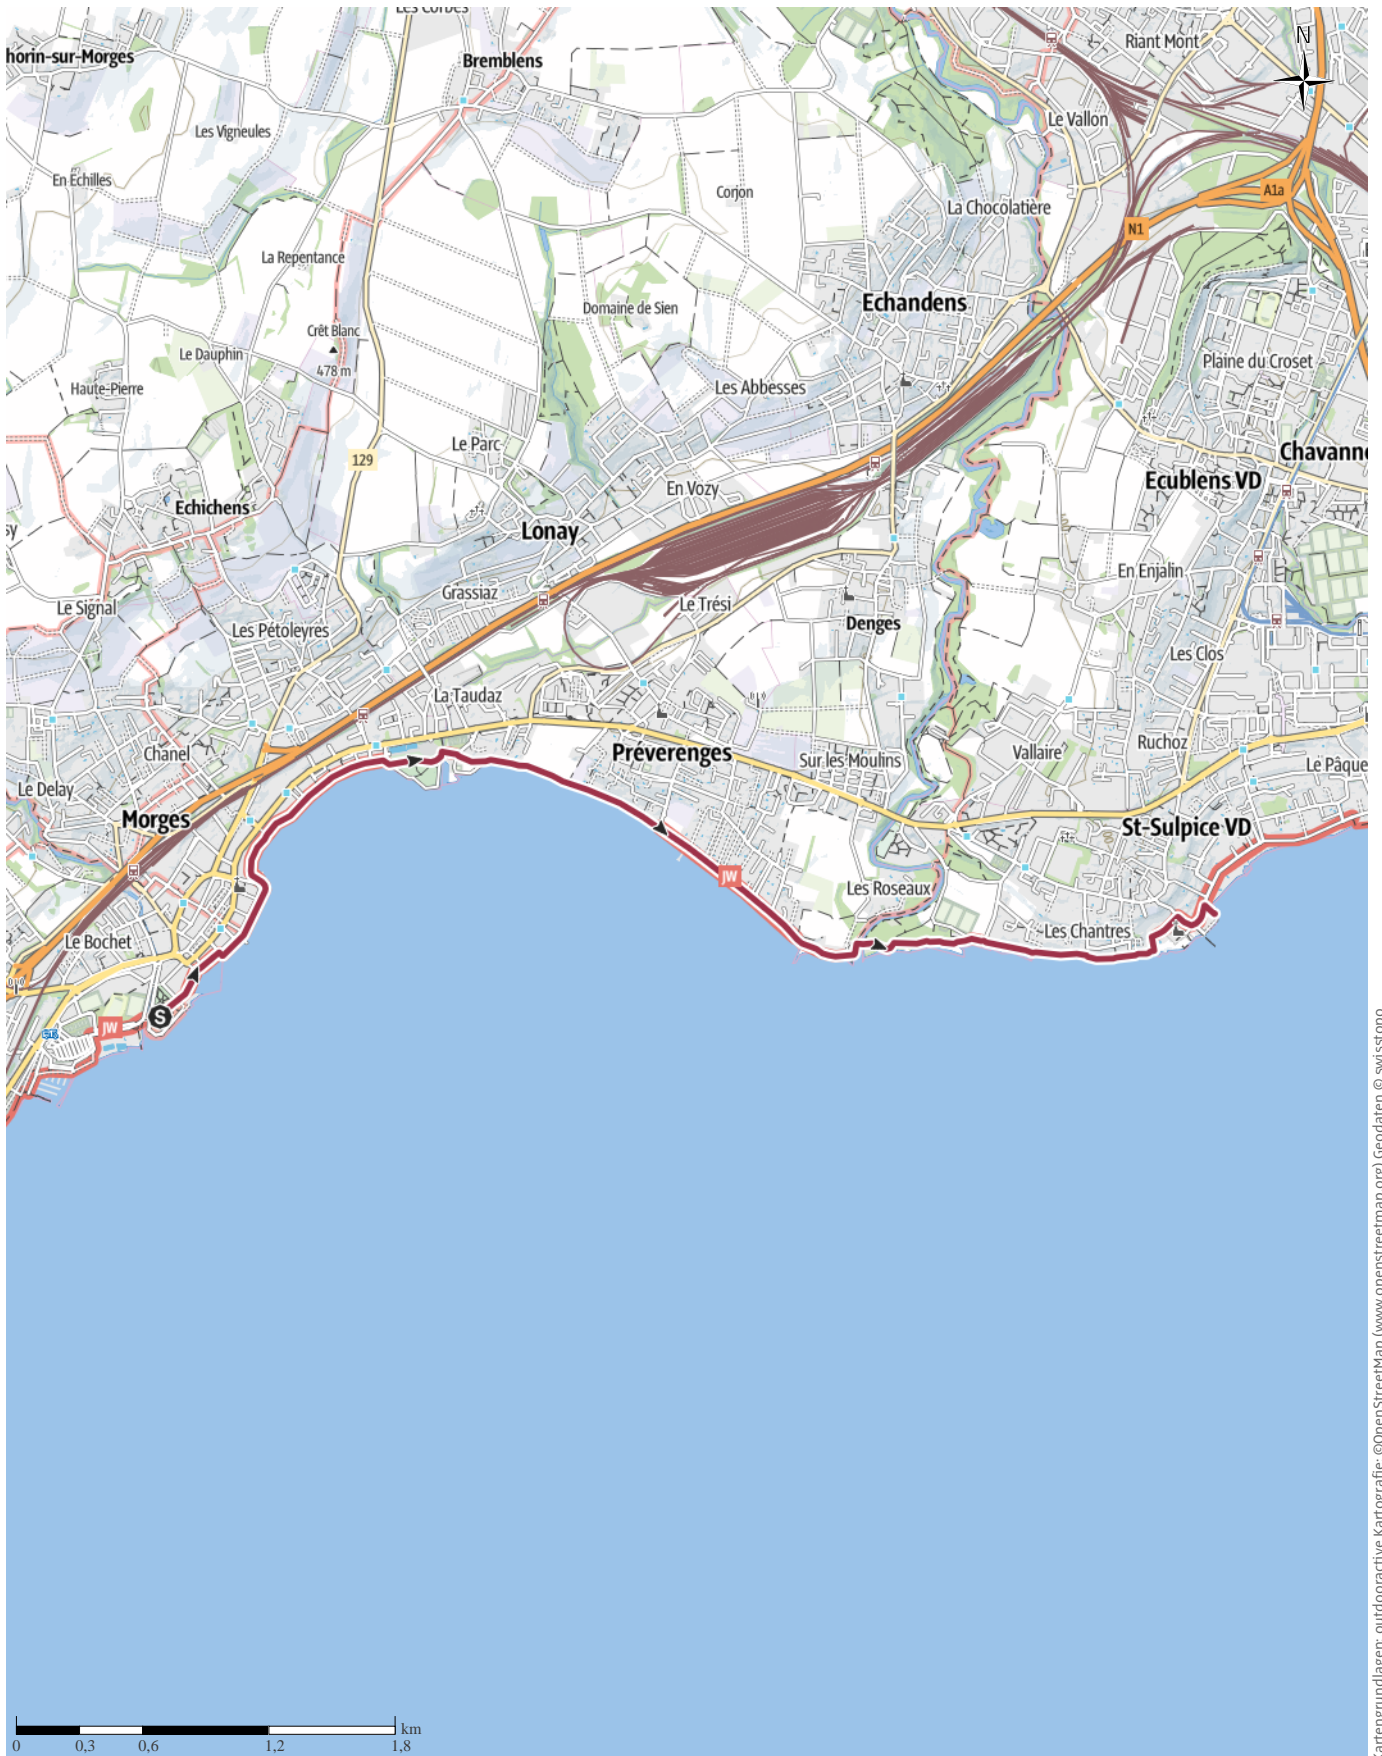 Les Corbes
N
Riant Mont
horin-sur-Morges
Bremblens
Le Vallon
Les Vigneules
En Echilles
Corjon
A1a
La Chocolatière
N1
La Repentance
Echandens
Domaine de Sien
Crêt Blanc
Le Dauphin
478 m
Plaine du Croset
Haute-Pierre
Les Abbesses
Le Parc
129
Chavann
En Vozy
Ecublens VD
Echichens
Lonay
En Enjalin
Grassiaz
Le Signal
Le Trési
Denges
Les Pétoleyres
Les Clos
La Taudaz
Chanel
Préverenges
Sur les Moulins
Vallaire
Ruchoz
Le Pâque
Le Delay
Morges
St-Sulpice VD
JW
Les Roseaux
Les Chantres
Le Bochet
S
JW
km
0 0,3 0,6 1,2 1,8
artengrundlagen: outdooractive Kartografie; ©OpenStreetMap (www.openstreetmap.org) Geodaten © swisstopo